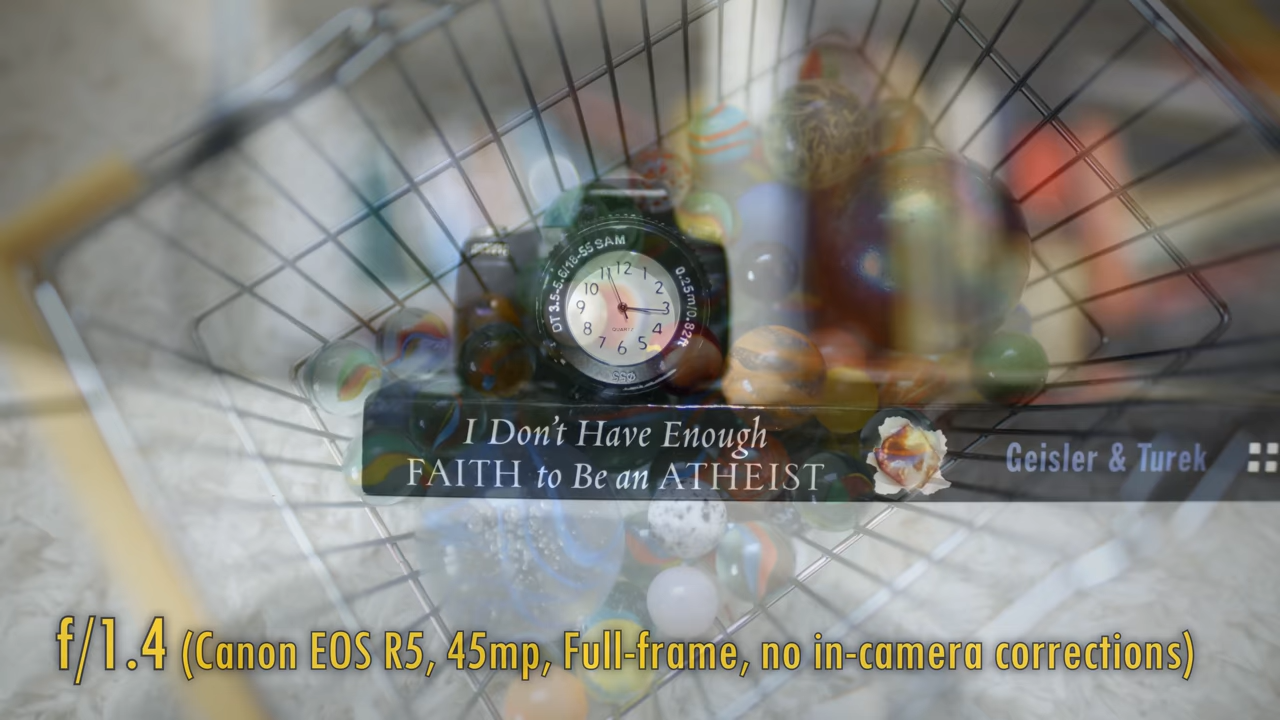 DT 3.5-5.6/18-55 SAM
0.25m/0.82ft
11 12 1
10 2
9 3
8 4
7 6 5
QUARTZ
Ø55
I Don't Have Enough
FAITH to Be an ATHEIST
Geisler & Turek
f/1.4 (Canon EOS R5, 45mp, Full-frame, no in-camera corrections)